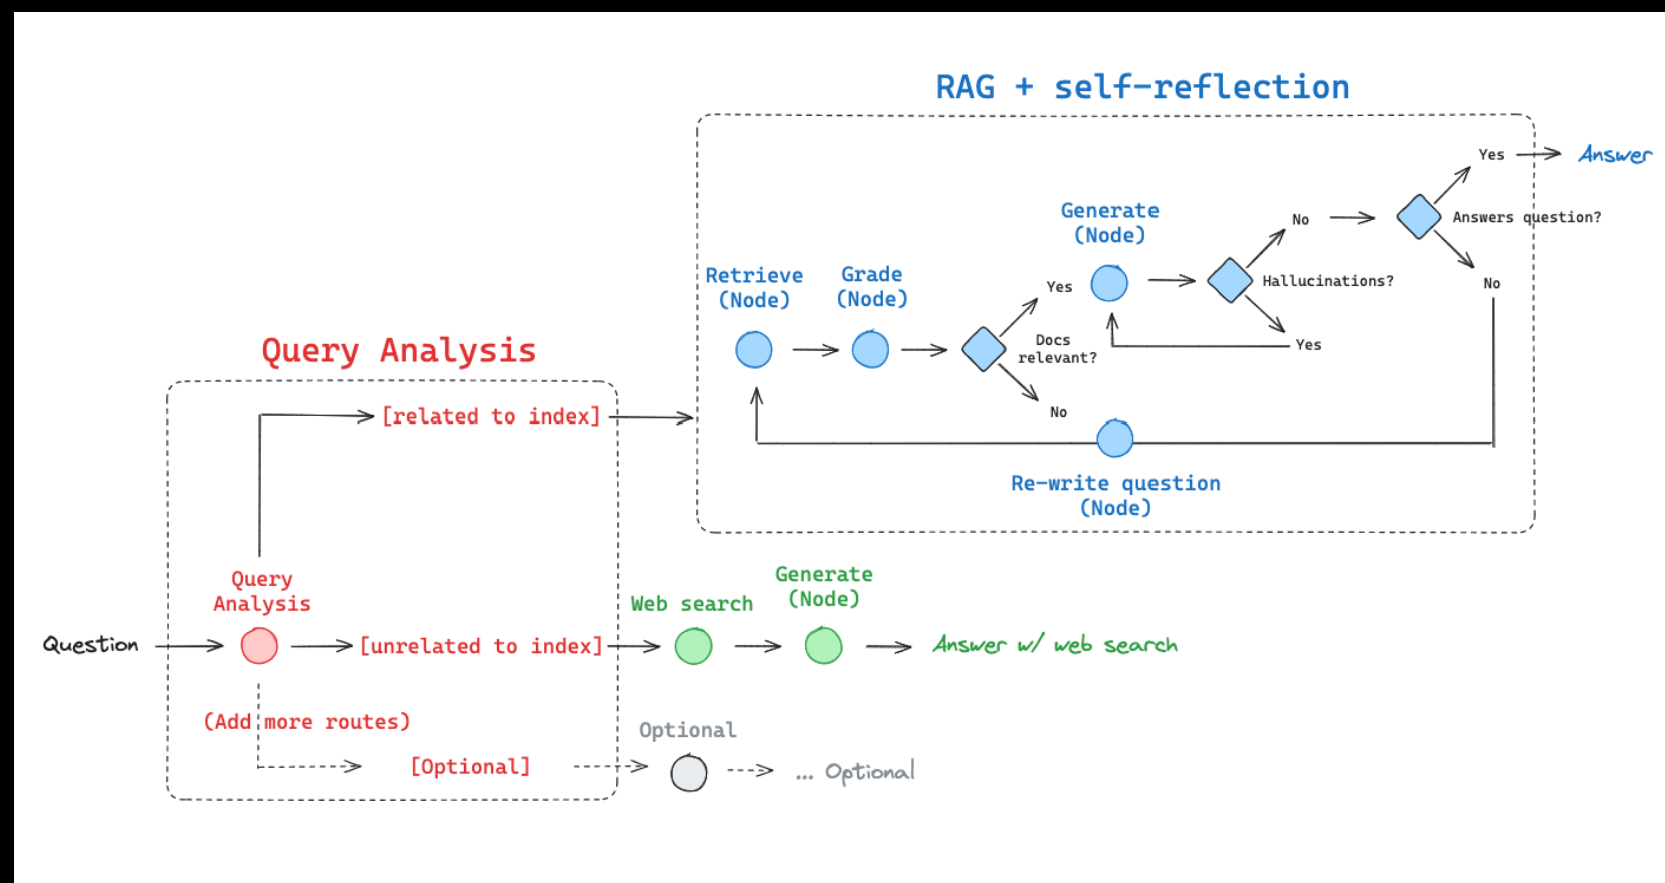 RAG + self-reflection
Yes
Answer
Generate
(Node)
No
Answers question?
Retrieve
(Node)
Grade
(Node)
Yes
Hallucinations?
No
Docs
relevant?
Yes
Query Analysis
No
[related to index]
Re-write question
(Node)
Query
Analysis
Question
[unrelated to index]
Web search
Generate
(Node)
Answer w/ web search
(Add more routes)
[Optional]
Optional
... Optional